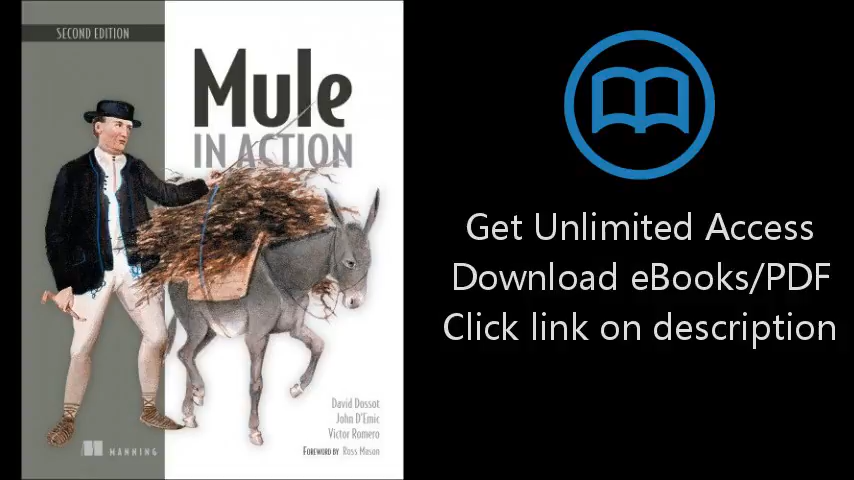 SECOND EDITION
Mule
IN ACTION
David Dossot
John D'Emic
Victor Romero
FOREWORD BY Ross Mason
MANNING
Get Unlimited Access
Download eBooks/PDF
Click link on description